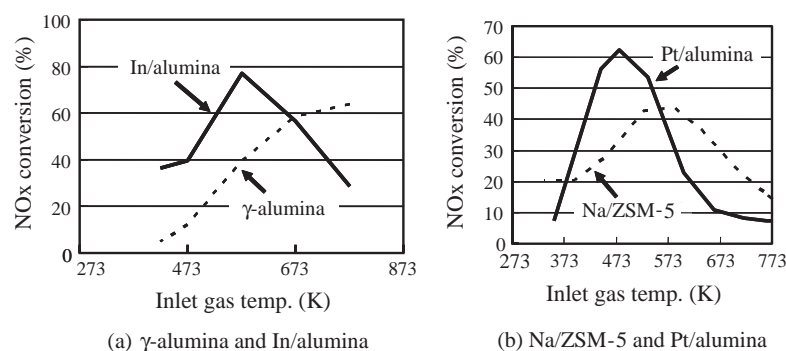 100
80
60
40
20
0
NOx conversion (%)
In/alumina
γ-alumina
273
473
673
873
Inlet gas temp. (K)
(a) γ-alumina and In/alumina
70
60
50
40
30
20
10
0
NOx conversion (%)
Pt/alumina
Na/ZSM-5
273
373
473
573
673
773
Inlet gas temp. (K)
(b) Na/ZSM-5 and Pt/alumina